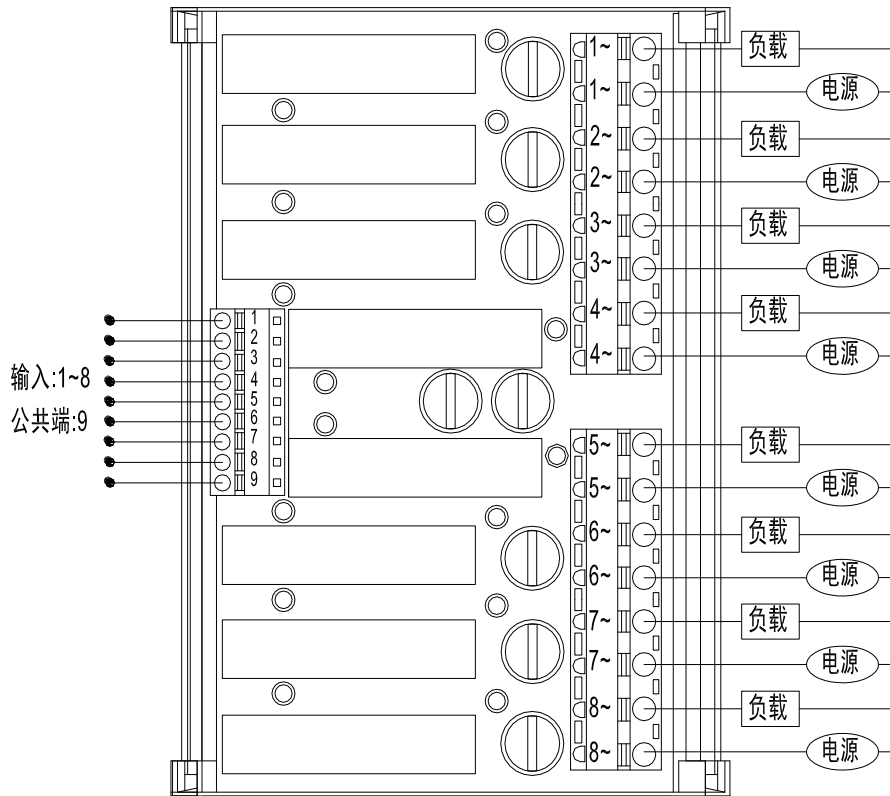 1~ 负载
1~ 电源
2~ 负载
2~ 电源
3~ 负载
3~ 电源
4~ 负载
4~ 电源
1
2
3
4
5
6
7
8
9
输入:1~8
公共端:9
5~ 负载
5~ 电源
6~ 负载
6~ 电源
7~ 负载
7~ 电源
8~ 负载
8~ 电源